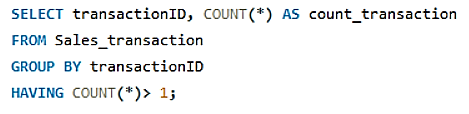 SELECT transactionID, COUNT(*) AS count_transaction
FROM Sales_transaction
GROUP BY transactionID
HAVING COUNT(*)> 1;